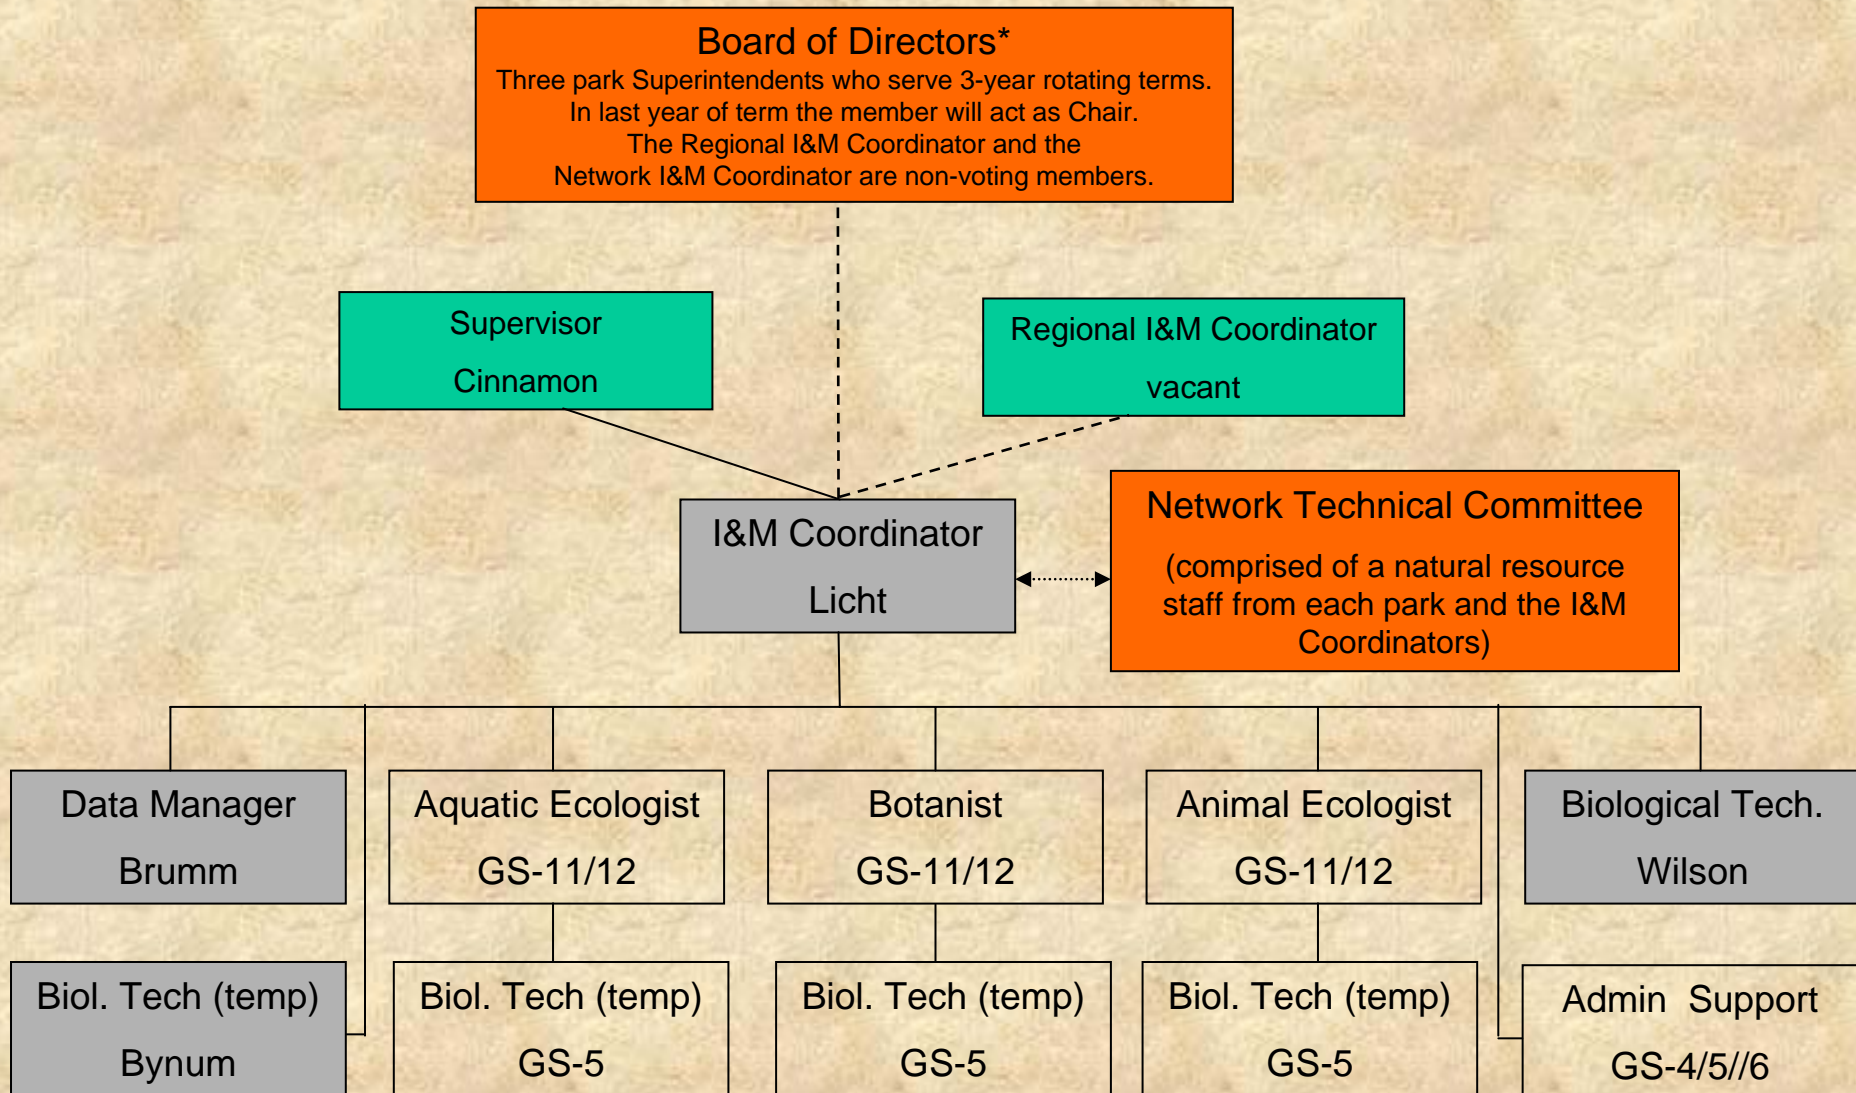 Board of Directors*
Three park Superintendents who serve 3-year rotating terms.
In last year of term the member will act as Chair.
The Regional I&M Coordinator and the
Network I&M Coordinator are non-voting members.
Supervisor
Cinnamon
Regional I&M Coordinator
vacant
I&M Coordinator
Licht
Network Technical Committee
(comprised of a natural resource
staff from each park and the I&M
Coordinators)
Data Manager
Brumm
Aquatic Ecologist
GS-11/12
Botanist
GS-11/12
Animal Ecologist
GS-11/12
Biological Tech.
Wilson
Biol. Tech (temp)
Bynum
Biol. Tech (temp)
GS-5
Biol. Tech (temp)
GS-5
Biol. Tech (temp)
GS-5
Admin  Support
GS-4/5//6